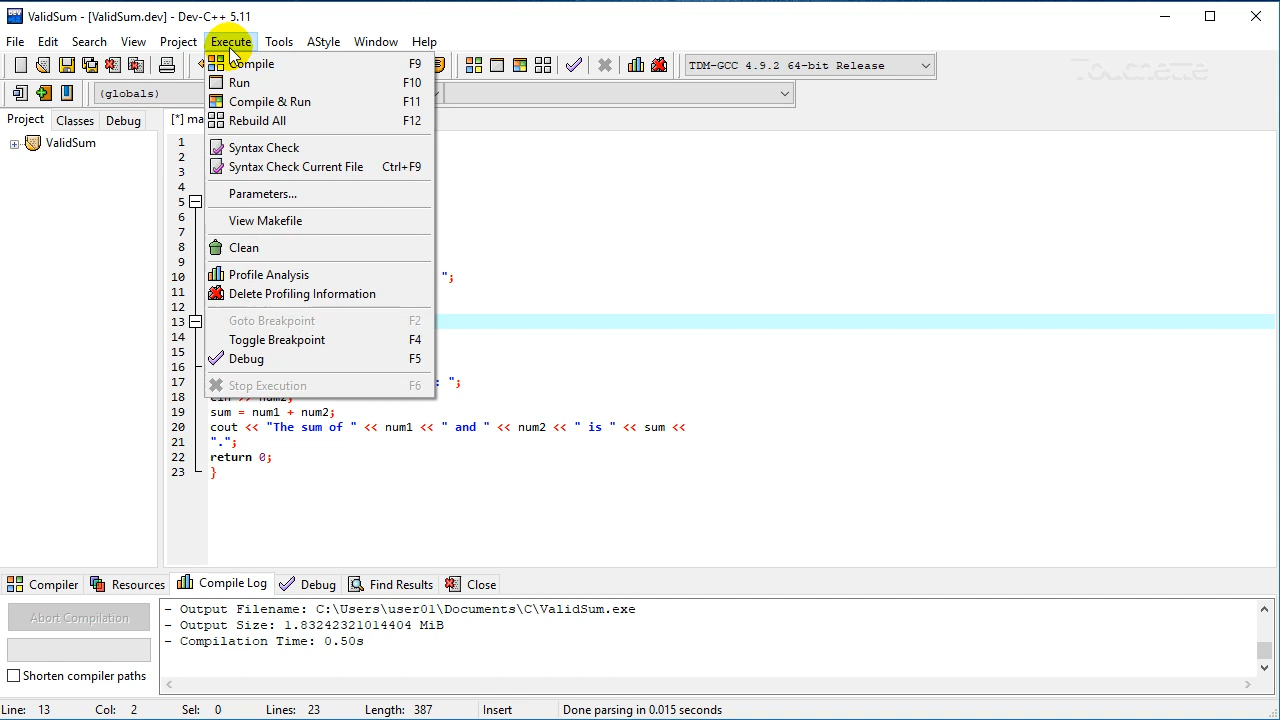 ValidSum - [ValidSum.dev] - Dev-C++ 5.11
File Edit Search View Project Execute Tools AStyle Window Help
TDM-GCC 4.9.2 64-bit Release
Touchette
(globals)
Project Classes Debug
[*] ma
ValidSum
Compile F9
Run F10
Compile & Run F11
Rebuild All F12
Syntax Check
Syntax Check Current File Ctrl+F9
Parameters...
View Makefile
Clean
Profile Analysis
Delete Profiling Information
Goto Breakpoint F2
Toggle Breakpoint F4
Debug F5
Stop Execution F6
1
2
3
4
5
6
7
8
9
10 ";
11
12
13
14
15
16
17 : ";
18 cin >> num2;
19 sum = num1 + num2;
20 cout << "The sum of " << num1 << " and " << num2 << " is " << sum <<
21 ".";
22 return 0;
23 }
Compiler Resources Compile Log Debug Find Results Close
Abort Compilation
Shorten compiler paths
- Output Filename: C:\Users\user01\Documents\C\ValidSum.exe
- Output Size: 1.83242321014404 MiB
- Compilation Time: 0.50s
Line: 13 Col: 2 Sel: 0 Lines: 23 Length: 387 Insert Done parsing in 0.015 seconds